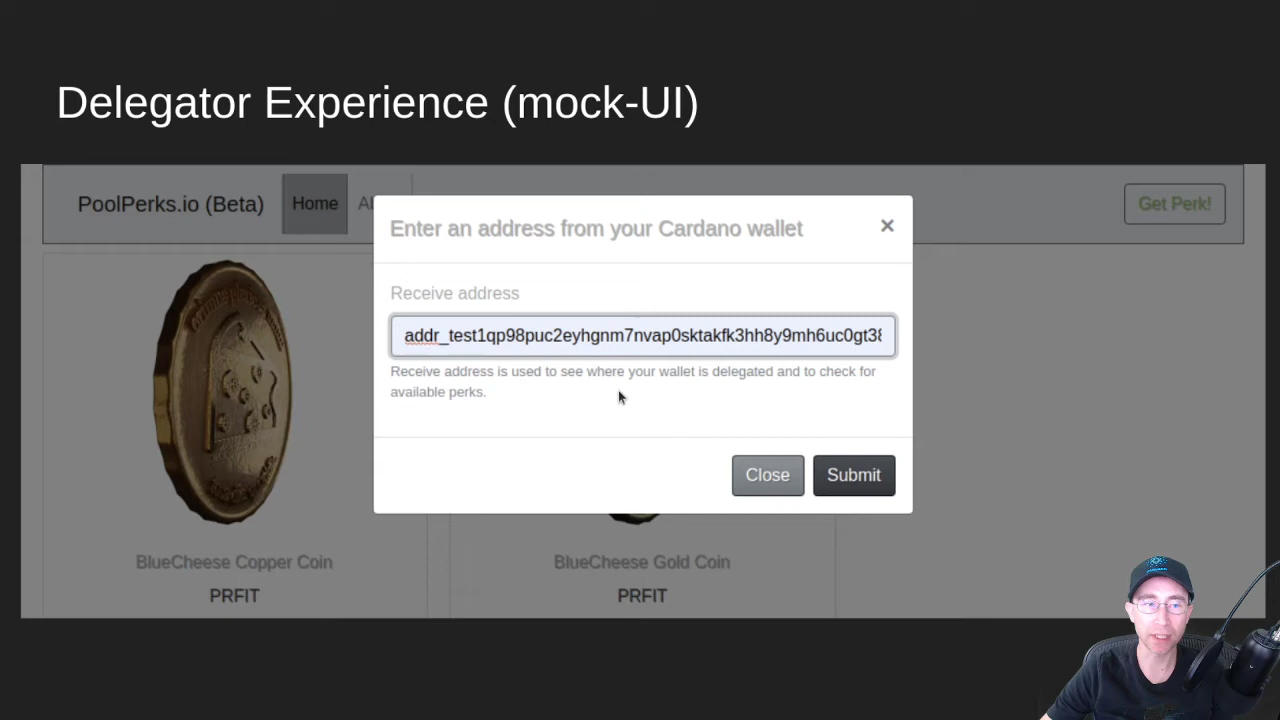 Delegator Experience (mock-UI)
PoolPerks.io (Beta)
Home
Get Perk!
Enter an address from your Cardano wallet
×
Receive address
addr_test1qp98puc2eyhgnm7nvap0sktakfk3hh8y9mh6uc0gt38
Receive address is used to see where your wallet is delegated and to check for
available perks.
Close
Submit
BlueCheese Copper Coin
BlueCheese Gold Coin
PRFIT
PRFIT